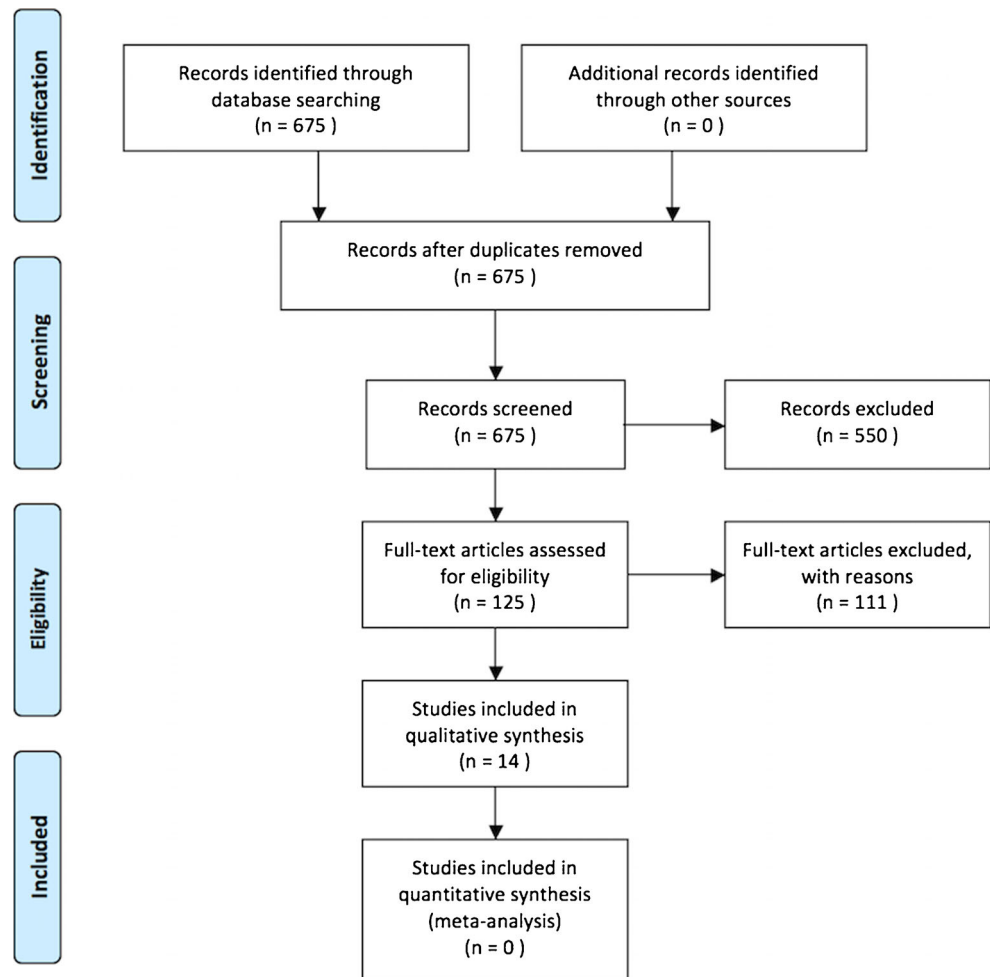 Identification
Records identified through
database searching
(n = 675 )
Additional records identified
through other sources
(n = 0 )
Records after duplicates removed
(n = 675 )
Screening
Records screened
(n = 675 )
Records excluded
(n = 550 )
Eligibility
Full-text articles assessed
for eligibility
(n = 125 )
Full-text articles excluded,
with reasons
(n = 111 )
Studies included in
qualitative synthesis
(n = 14 )
Included
Studies included in
quantitative synthesis
(meta-analysis)
(n = 0 )